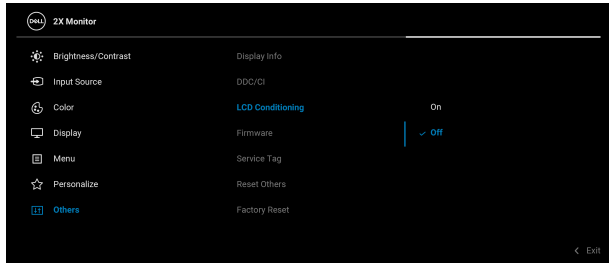 DELL 2X Monitor
Brightness/Contrast Display Info
Input Source DDC/CI
Color LCD Conditioning On
Display Firmware Off
Menu Service Tag
Personalize Reset Others
Others Factory Reset
Exit